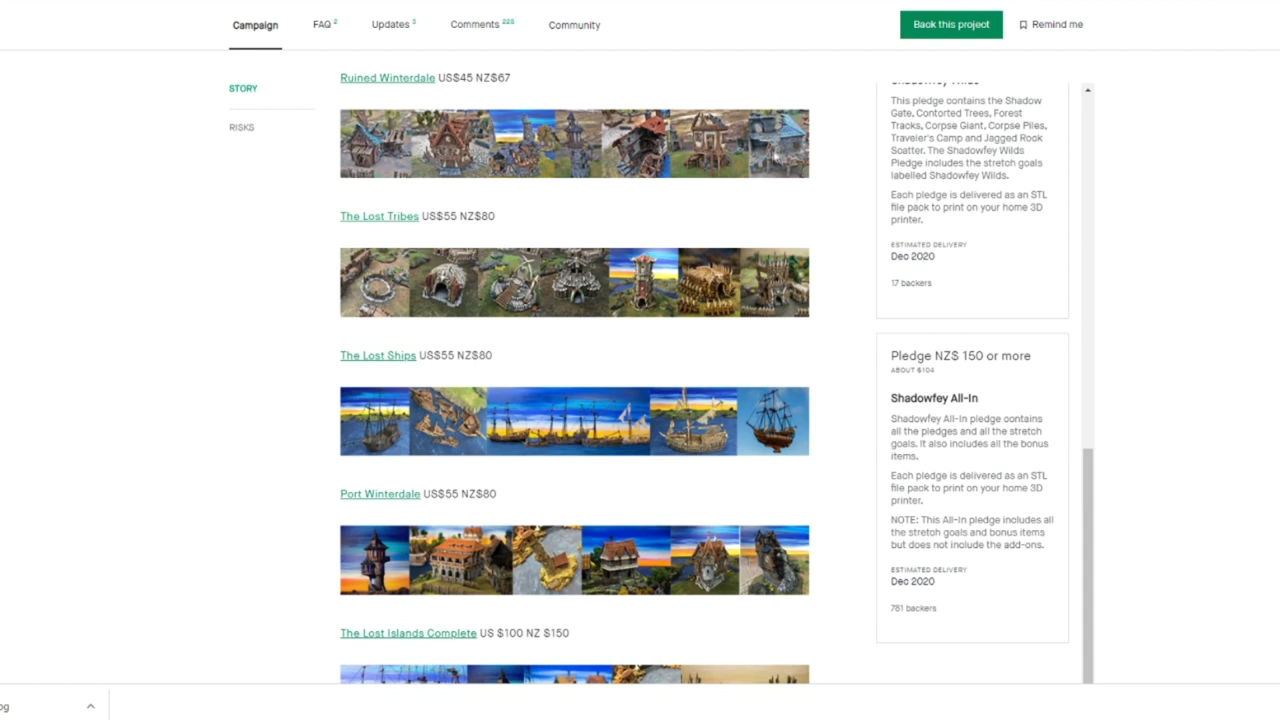 Campaign
FAQ 2
Updates 3
Comments 225
Community
Back this project
Remind me
STORY
RISKS
Ruined Winterdale US$45 NZ$67
The Lost Tribes US$55 NZ$80
The Lost Ships US$55 NZ$80
Port Winterdale US$55 NZ$80
The Lost Islands Complete US $100 NZ $150
Shadowfey Wilds
This pledge contains the Shadow
Gate, Contorted Trees, Forest
Tracks, Corpse Giant, Corpse Piles,
Traveler's Camp and Jagged Rock
Scatter. The Shadowfey Wilds
Pledge includes the stretch goals
labelled Shadowfey Wilds.
Each pledge is delivered as an STL
file pack to print on your home 3D
printer.
ESTIMATED DELIVERY
Dec 2020
17 backers
Pledge NZ$ 150 or more
ABOUT $104
Shadowfey All-In
Shadowfey All-In pledge contains
all the pledges and all the stretch
goals. It also includes all the bonus
items.
Each pledge is delivered as an STL
file pack to print on your home 3D
printer.
NOTE: This All-In pledge includes all
the stretch goals and bonus items
but does not include the add-ons.
ESTIMATED DELIVERY
Dec 2020
781 backers